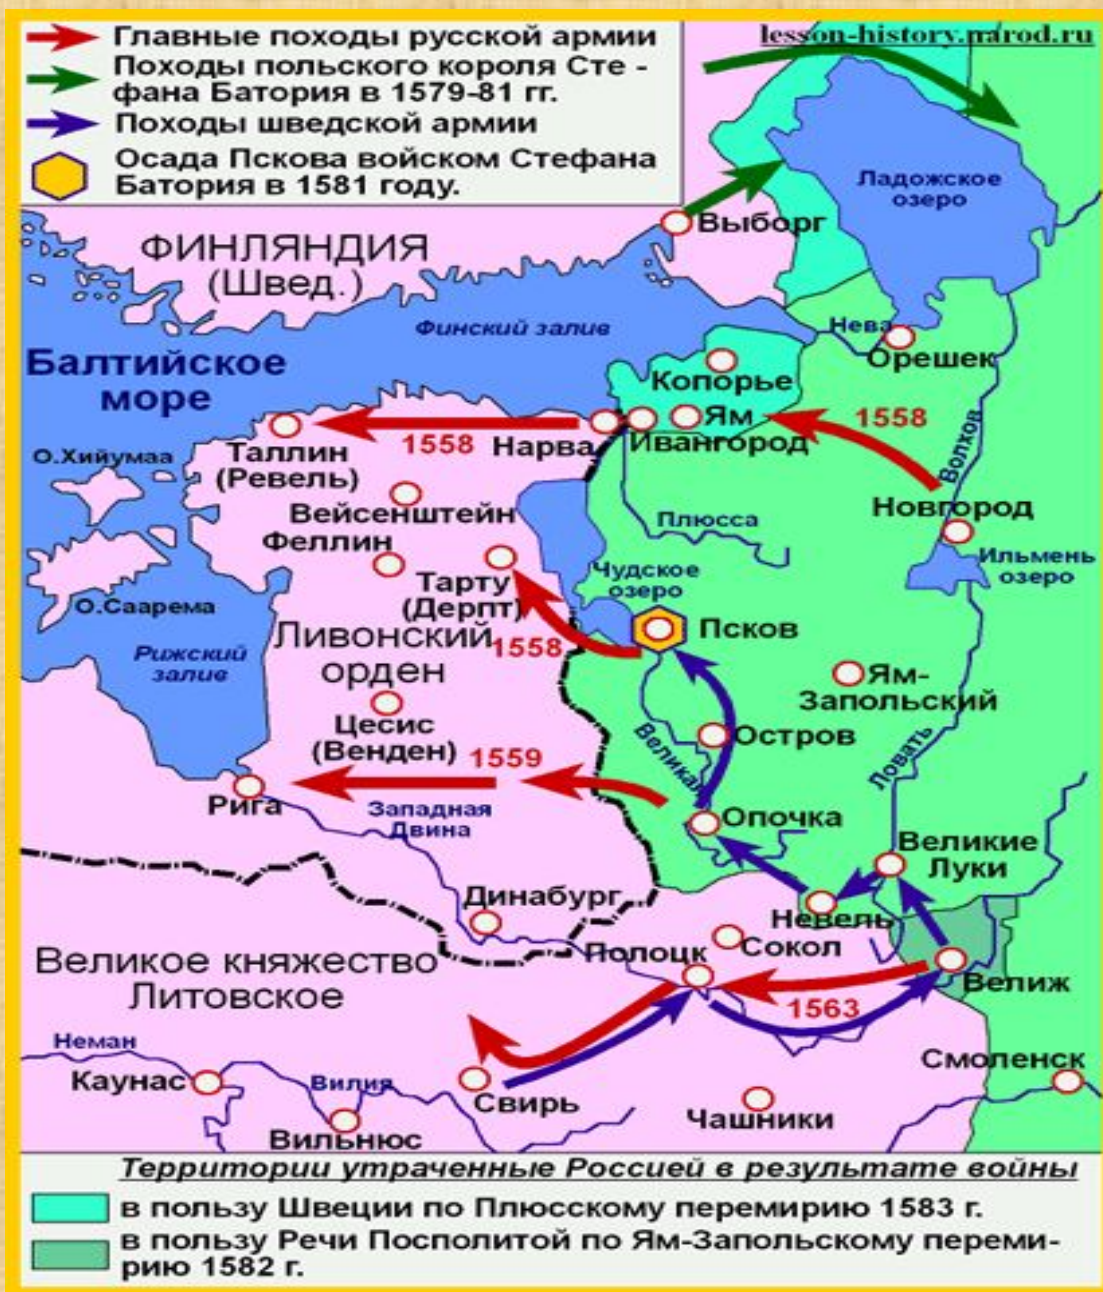 Главные походы русской армии
Походы польского короля Сте -
фана Батория в 1579-81 гг.
Походы шведской армии
Осада Пскова войском Стефана
Батория в 1581 году.
lesson-history.narod.ru
Ладожское
озеро
Выборг
ФИНЛЯНДИЯ
(Швед.)
Финский залив
Нева
Орешек
Балтийское
море
Копорье
Ям
1558
Нарва
Ивангород
1558
Волхов
Таллин
(Ревель)
О.Хийумаа
Вейсенштейн
Новгород
Плюсса
Феллин
Ильмень
озеро
Чудское
озеро
Тарту
(Дерпт)
О.Саарема
Псков
Ливонский
орден
1558
Рижский
залив
Ям-
Запольский
Цесис
(Венден)
Остров
Великая
Ловать
1559
Рига
Западная
Двина
Опочка
Великие
Луки
Динабург
Невель
Полоцк
Сокол
Великое княжество
Литовское
Велиж
1563
Неман
Каунас
Вилия
Свирь
Смоленск
Чашники
Вильнюс
Территории утраченные Россией в результате войны
в пользу Швеции по Плюсскому перемирию 1583 г.
в пользу Речи Посполитой по Ям-Запольскому переми-
рию 1582 г.